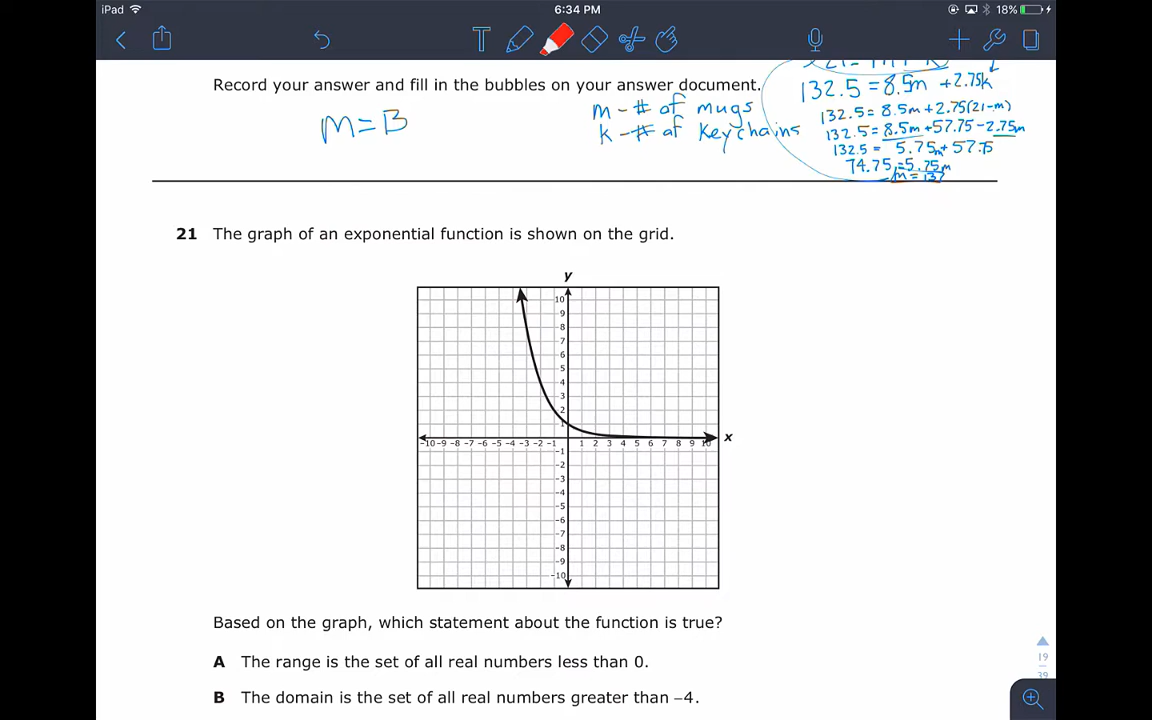 iPad
6:34 PM
18%
T
Record your answer and fill in the bubbles on your answer document.
m=13
m - # of mugs
k - # of keychains
132.5 = 8.5m + 2.75k
132.5 = 8.5m + 2.75(21-m)
132.5 = 8.5m + 57.75 - 2.75m
132.5 = 5.75m + 57.75
74.75 = 5.75m
21 The graph of an exponential function is shown on the grid.
y
10
9
8
7
6
5
4
3
2
1
-10 -9 -8 -7 -6 -5 -4 -3 -2 -1 1 2 3 4 5 6 7 8 9 10 x
-1
-2
-3
-4
-5
-6
-7
-8
-9
-10
Based on the graph, which statement about the function is true?
A The range is the set of all real numbers less than 0.
B The domain is the set of all real numbers greater than −4.
19
39